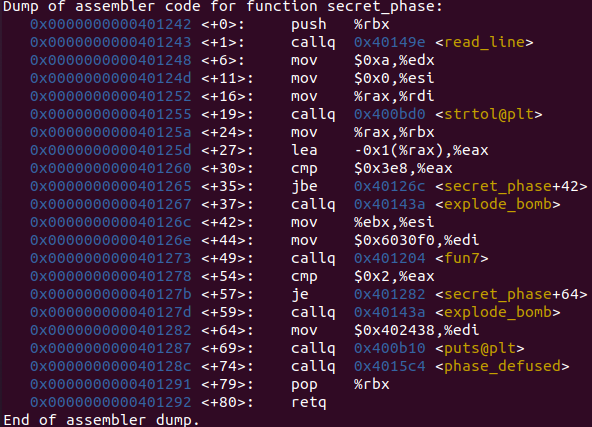 Dump of assembler code for function secret_phase:
0x0000000000401242 <+0>: push %rbx
0x0000000000401243 <+1>: callq 0x40149e <read_line>
0x0000000000401248 <+6>: mov $0xa,%edx
0x000000000040124d <+11>: mov $0x0,%esi
0x0000000000401252 <+16>: mov %rax,%rdi
0x0000000000401255 <+19>: callq 0x400bd0 <strtol@plt>
0x000000000040125a <+24>: mov %rax,%rbx
0x000000000040125d <+27>: lea -0x1(%rax),%eax
0x0000000000401260 <+30>: cmp $0x3e8,%eax
0x0000000000401265 <+35>: jbe 0x40126c <secret_phase+42>
0x0000000000401267 <+37>: callq 0x40143a <explode_bomb>
0x000000000040126c <+42>: mov %ebx,%esi
0x000000000040126e <+44>: mov $0x6030f0,%edi
0x0000000000401273 <+49>: callq 0x401204 <fun7>
0x0000000000401278 <+54>: cmp $0x2,%eax
0x000000000040127b <+57>: je 0x401282 <secret_phase+64>
0x000000000040127d <+59>: callq 0x40143a <explode_bomb>
0x0000000000401282 <+64>: mov $0x402438,%edi
0x0000000000401287 <+69>: callq 0x400b10 <puts@plt>
0x000000000040128c <+74>: callq 0x4015c4 <phase_defused>
0x0000000000401291 <+79>: pop %rbx
0x0000000000401292 <+80>: retq
End of assembler dump.